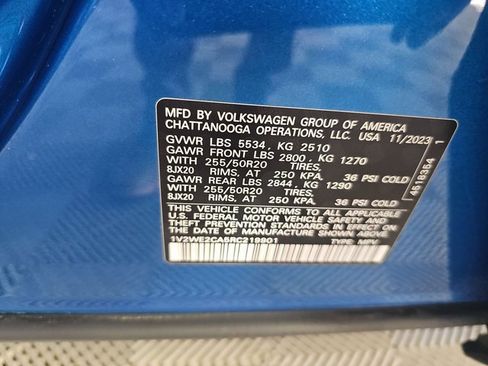 MFD BY VOLKSWAGEN GROUP OF AMERICA
CHATTANOOGA OPERATIONS, LLC. USA 11/2023
GVWR LBS 5534, KG 2510
GAWR FRONT LBS 2800, KG 1270
WITH 255/50R20 TIRES,
8JX20 RIMS, AT 250 KPA, 36 PSI COLD
GAWR REAR LBS 2844, KG 1290
WITH 255/50R20 TIRES,
8JX20 RIMS, AT 250 KPA, 36 PSI COLD
THIS VEHICLE CONFORMS TO ALL APPLICABLE
U.S. FEDERAL MOTOR VEHICLE SAFETY AND
THEFT PREVENTION STANDARDS IN EFFECT ON
THE DATE OF MANUFACTURE SHOWN ABOVE.
1V2WE2CA5RC219901 TYPE: MPV
4518354 1